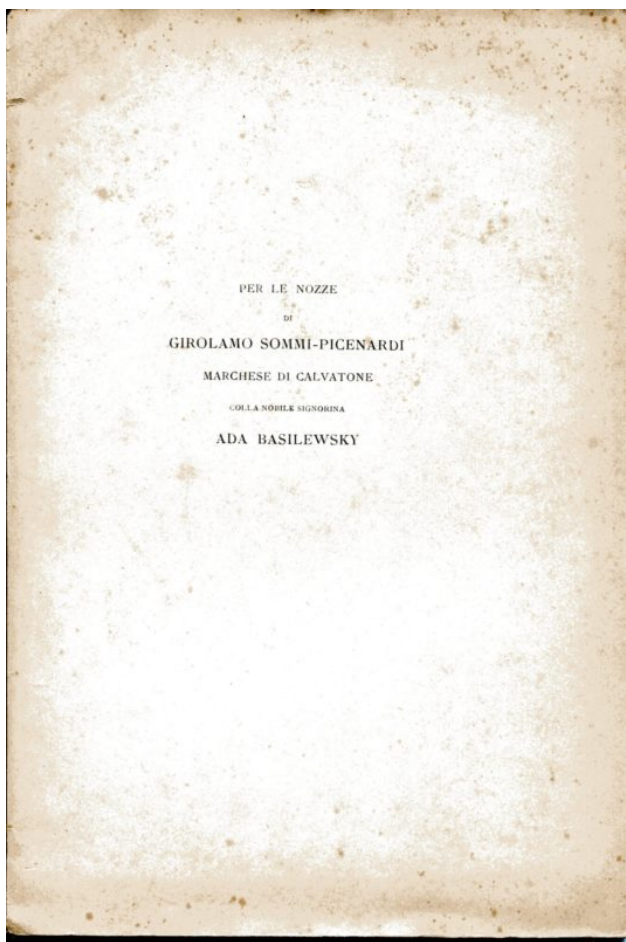 PER LE NOZZE
DI
GIROLAMO SOMMI-PICENARDI
MARCHESE DI CALVATONE
COLLA NOBILE SIGNORINA
ADA BASILEWSKY